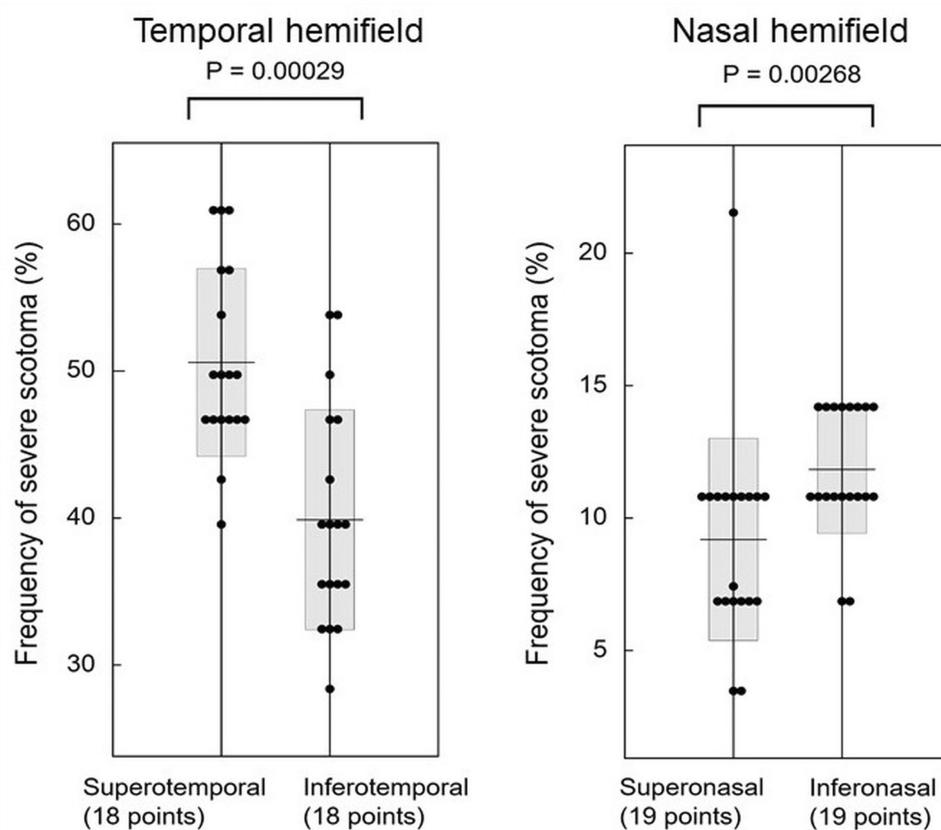 Temporal hemifield
P = 0.00029
Frequency of severe scotoma (%)
60
50
40
30
Superotemporal
(18 points)
Inferotemporal
(18 points)
Nasal hemifield
P = 0.00268
Frequency of severe scotoma (%)
20
15
10
5
Superonasal
(19 points)
Inferonasal
(19 points)